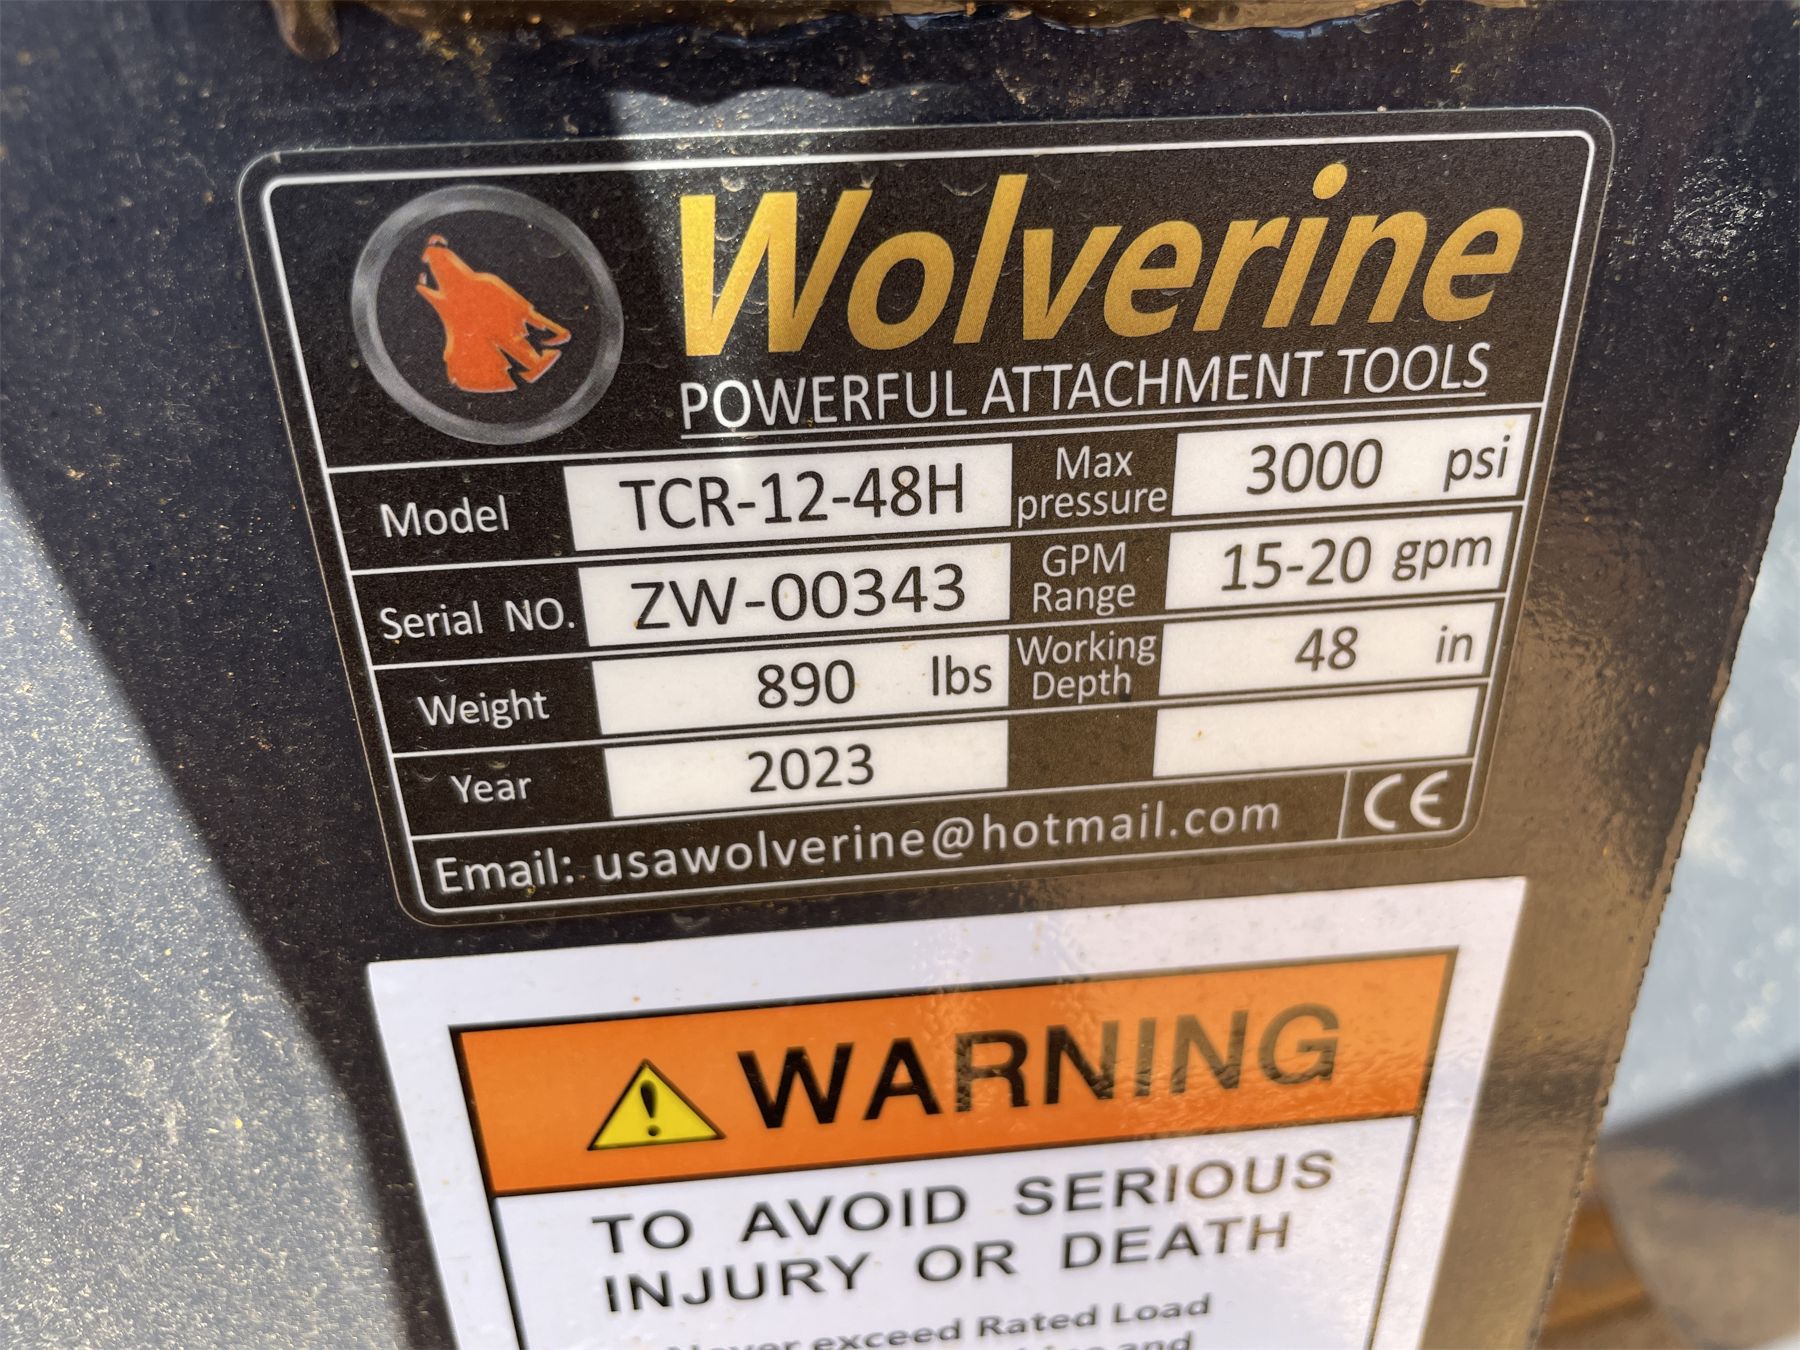 Wolverine
POWERFUL ATTACHMENT TOOLS
Model TCR-12-48H Max pressure 3000 psi
Serial NO. ZW-00343 GPM Range 15-20 gpm
Weight 890 lbs Working Depth 48 in
Year 2023
Email: usawolverine@hotmail.com CE
WARNING
TO AVOID SERIOUS
INJURY OR DEATH
Never exceed Rated Load
and